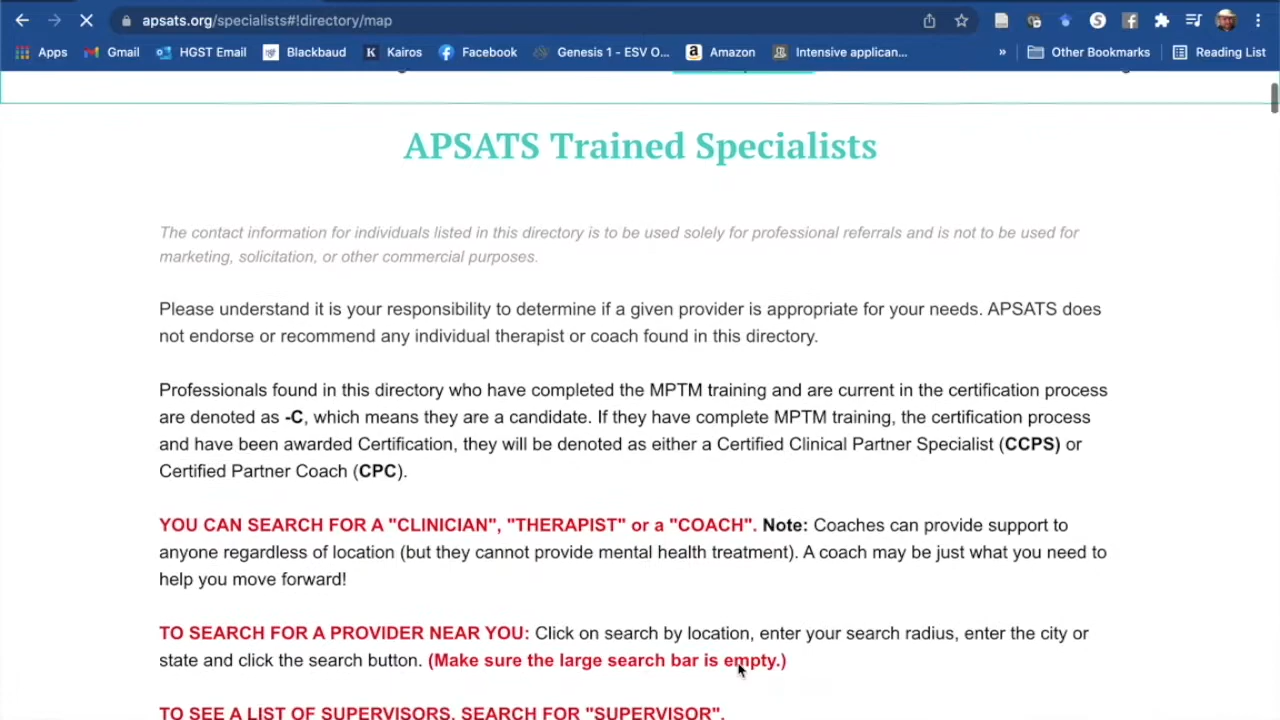 apsats.org/specialists#!directory/map
Apps Gmail HGST Email Blackbaud Kairos Facebook Genesis 1 - ESV O... Amazon Intensive applican... » Other Bookmarks Reading List
APSATS Trained Specialists
The contact information for individuals listed in this directory is to be used solely for professional referrals and is not to be used for
marketing, solicitation, or other commercial purposes.
Please understand it is your responsibility to determine if a given provider is appropriate for your needs. APSATS does
not endorse or recommend any individual therapist or coach found in this directory.
Professionals found in this directory who have completed the MPTM training and are current in the certification process
are denoted as -C, which means they are a candidate. If they have complete MPTM training, the certification process
and have been awarded Certification, they will be denoted as either a Certified Clinical Partner Specialist (CCPS) or
Certified Partner Coach (CPC).
YOU CAN SEARCH FOR A "CLINICIAN", "THERAPIST" or a "COACH". Note: Coaches can provide support to
anyone regardless of location (but they cannot provide mental health treatment). A coach may be just what you need to
help you move forward!
TO SEARCH FOR A PROVIDER NEAR YOU: Click on search by location, enter your search radius, enter the city or
state and click the search button. (Make sure the large search bar is empty.)
TO SEE A LIST OF SUPERVISORS, SEARCH FOR "SUPERVISOR".